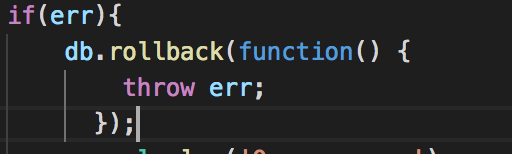 if(err){
db.rollback(function() {
throw err;
});